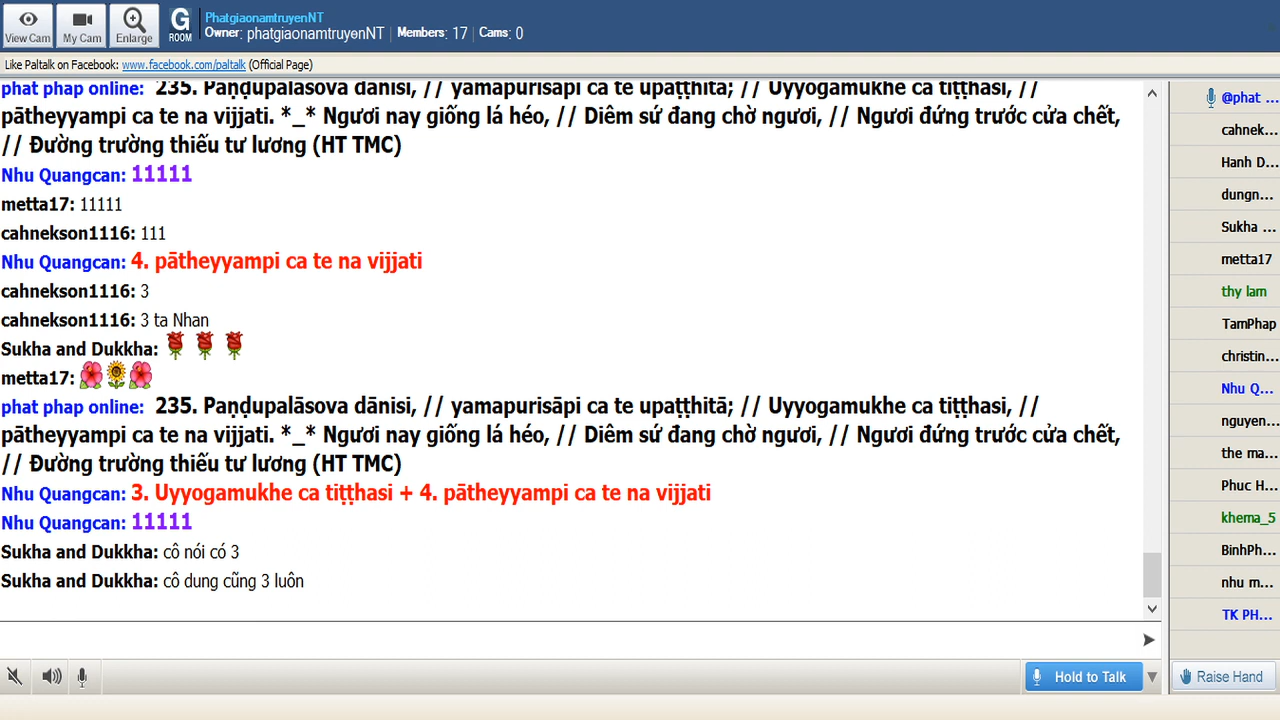 PhatgiaonamtruyenNT
Owner: phatgiaonamtruyenNT | Members: 17 | Cams: 0
View Cam My Cam Enlarge G ROOM
Like Paltalk on Facebook: www.facebook.com/paltalk (Official Page)
phat phap online: 235. Paṇḍupalāsova dānisi, // yamapurisāpi ca te upaṭṭhitā; // Uyyogamukhe ca tiṭṭhasi, //
pātheyyampi ca te na vijjati. *_* Ngươi nay giống lá héo, // Diêm sứ đang chờ ngươi, // Ngươi đứng trước cửa chết,
// Đường trường thiếu tư lương (HT TMC)
Nhu Quangcan: 11111
metta17: 11111
cahnekson1116: 111
Nhu Quangcan: 4. pātheyyampi ca te na vijjati
cahnekson1116: 3
cahnekson1116: 3 ta Nhan
Sukha and Dukkha:
metta17:
phat phap online: 235. Paṇḍupalāsova dānisi, // yamapurisāpi ca te upaṭṭhitā; // Uyyogamukhe ca tiṭṭhasi, //
pātheyyampi ca te na vijjati. *_* Ngươi nay giống lá héo, // Diêm sứ đang chờ ngươi, // Ngươi đứng trước cửa chết,
// Đường trường thiếu tư lương (HT TMC)
Nhu Quangcan: 3. Uyyogamukhe ca tiṭṭhasi + 4. pātheyyampi ca te na vijjati
Nhu Quangcan: 11111
Sukha and Dukkha: cô nói có 3
Sukha and Dukkha: cô dung cũng 3 luôn
@phat ...
cahnek...
Hanh D...
dungn...
Sukha ...
metta17
thy lam
TamPhap
christin...
Nhu Q...
nguyen...
the ma...
Phuc H...
khema_5
BinhPh...
nhu m...
TK PH...
Hold to Talk
Raise Hand